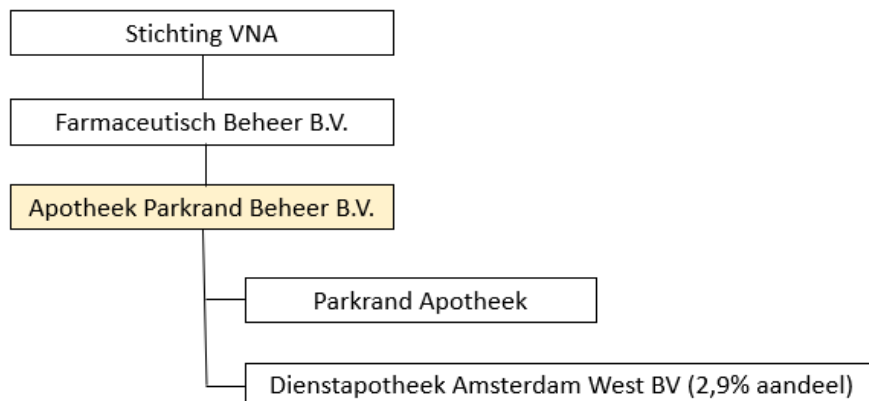 Stichting VNA
Farmaceutisch Beheer B.V.
Apotheek Parkrand Beheer B.V.
Parkrand Apotheek
Dienstapotheek Amsterdam West BV (2,9% aandeel)